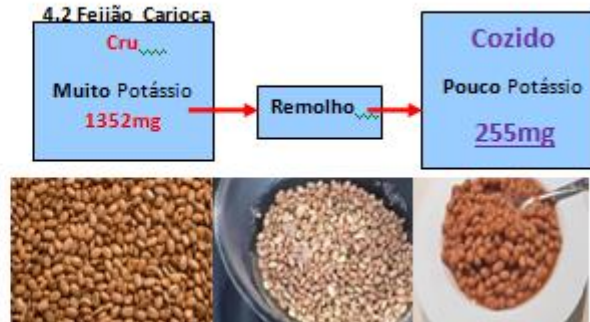 4.2 Feijão Carioca
Cru
Muito Potássio
1352mg
Remolho
Cozido
Pouco Potássio
255mg